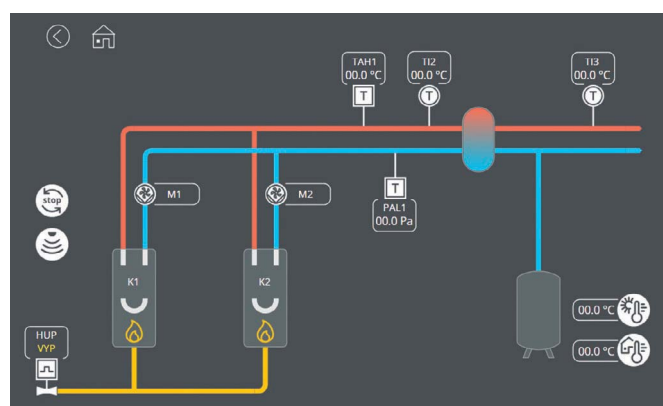 TAH1
00.0 °C
TI2
00.0 °C
TI3
00.0 °C
T
T
T
stop
M1
M2
T
PAL1
00.0 Pa
K1
K2
00.0 °C
HUP
VYP
00.0 °C